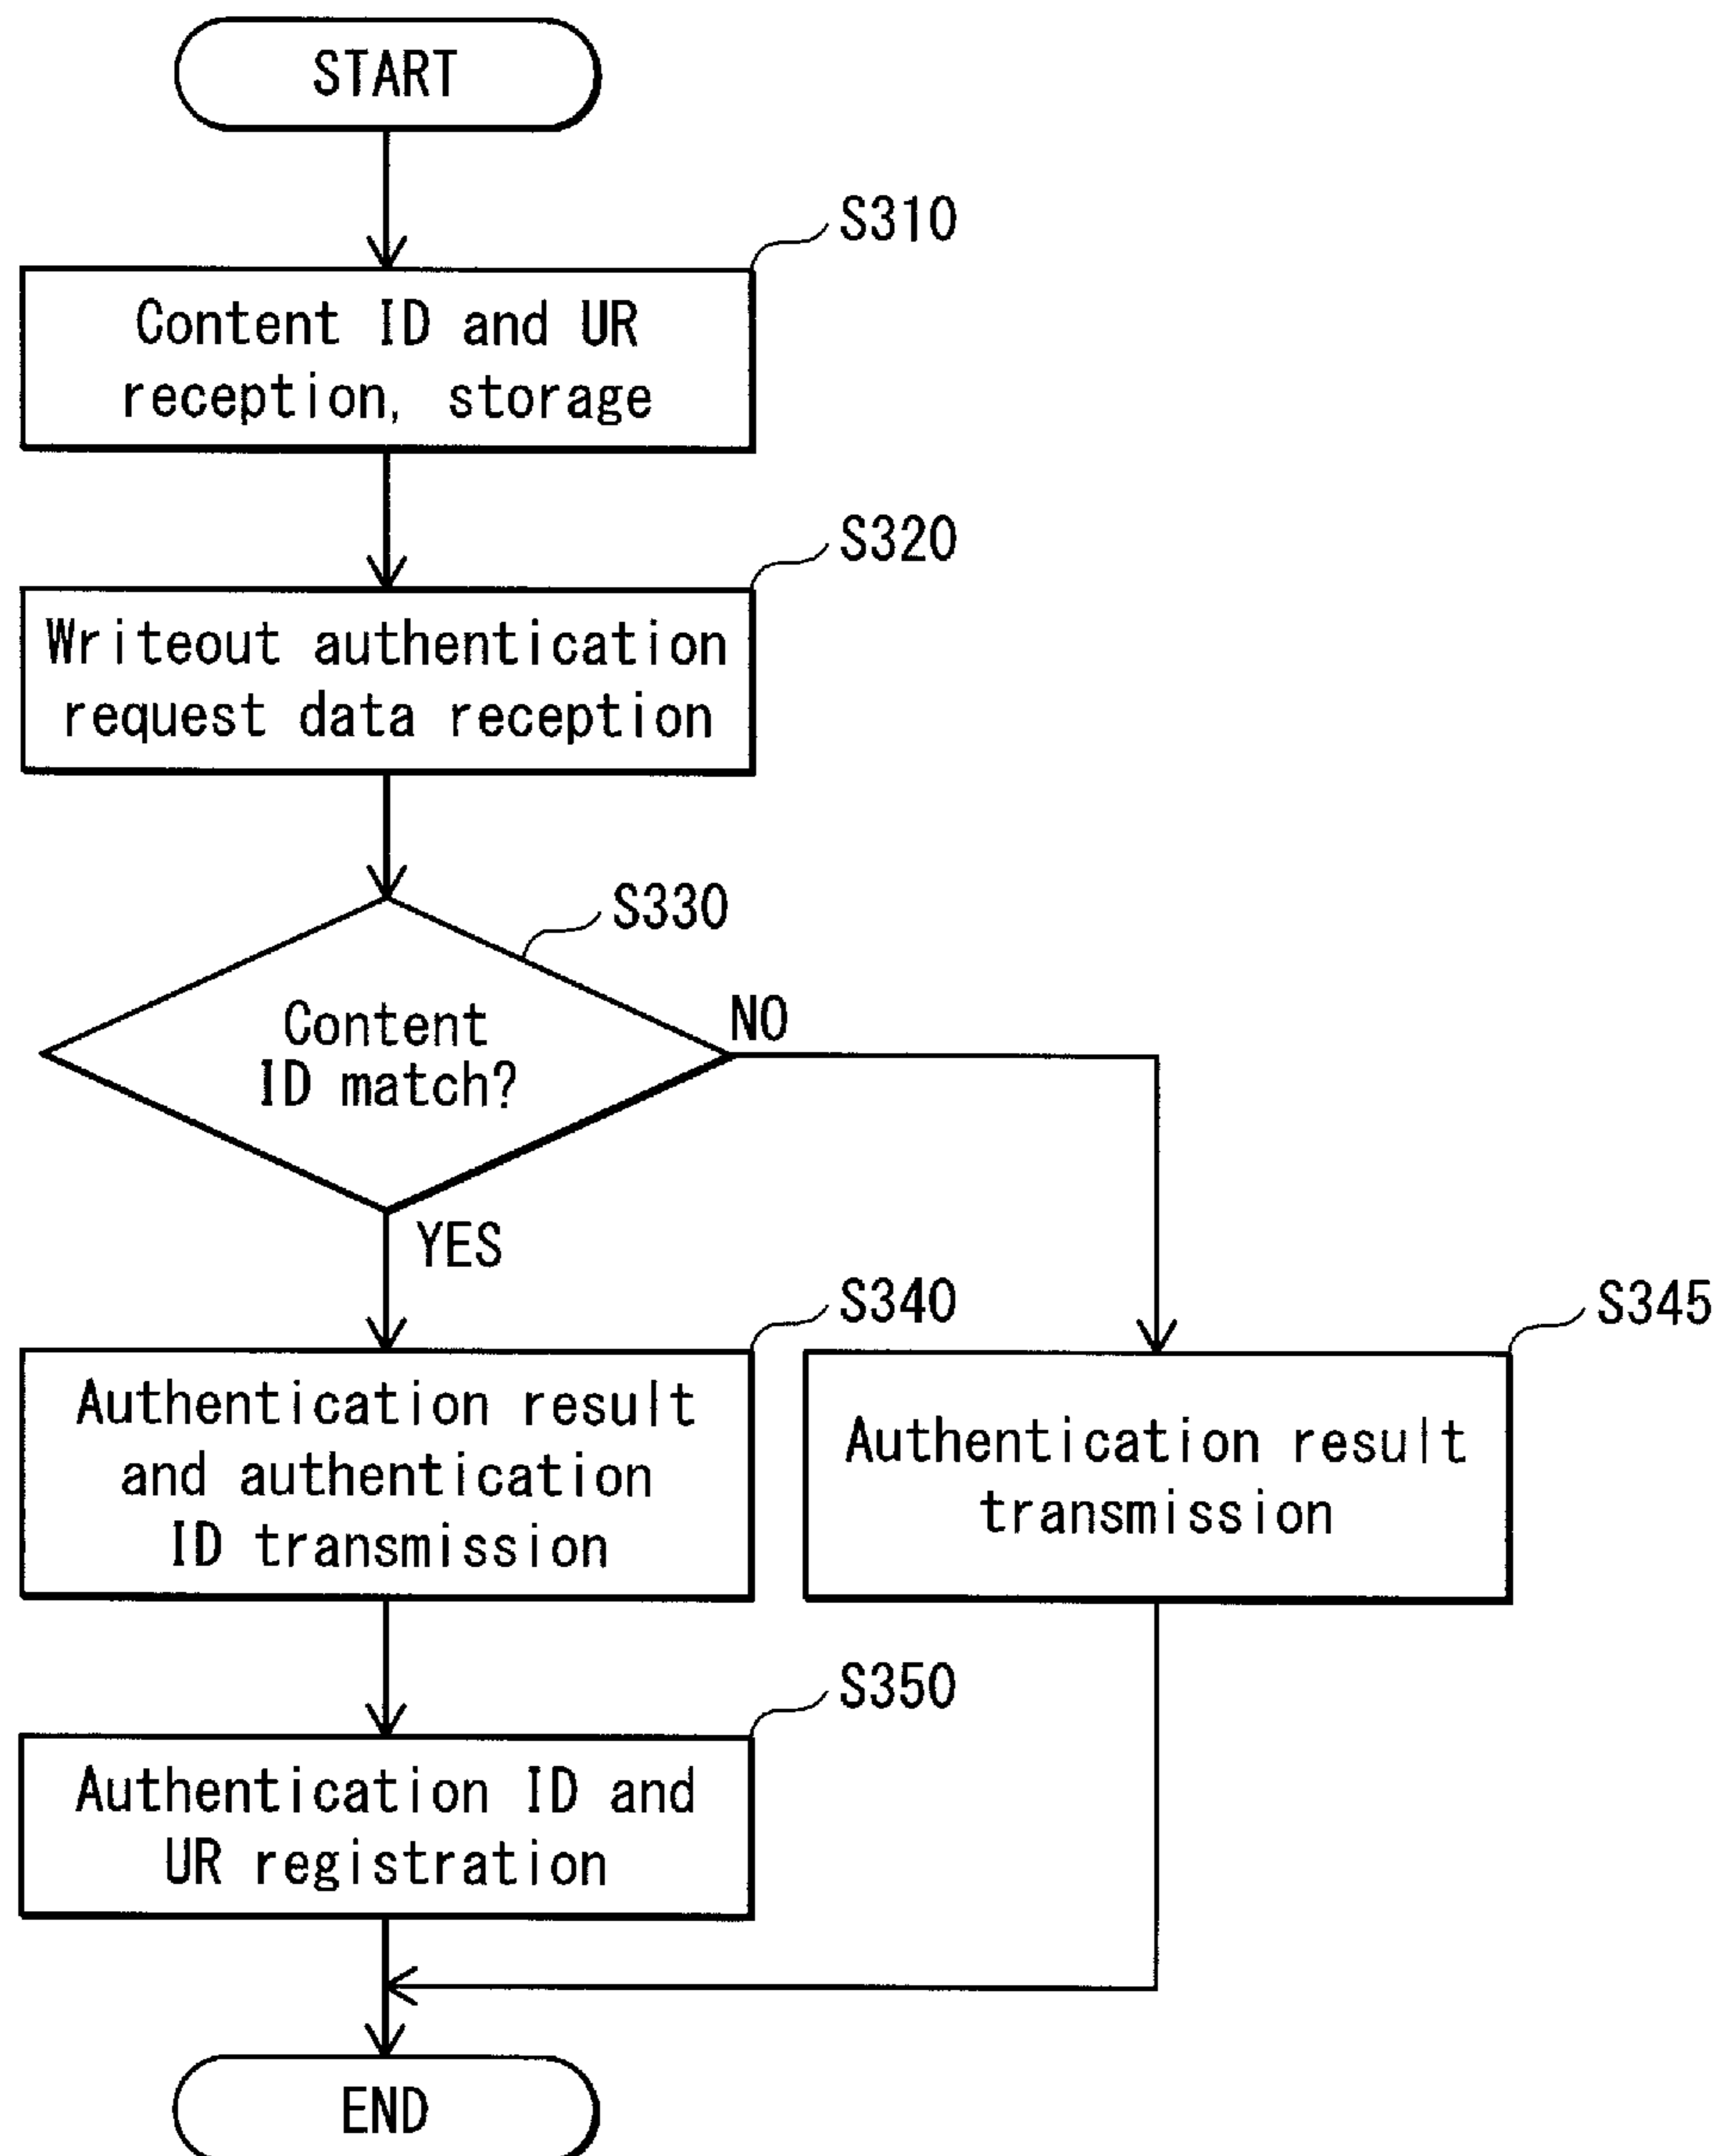 START
S310
Content ID and UR
reception, storage
S320
Writeout authentication
request data reception
S330
Content
ID match?
NO
YES
S340
Authentication result
and authentication
ID transmission
S345
Authentication result
transmission
S350
Authentication ID and
UR registration
END